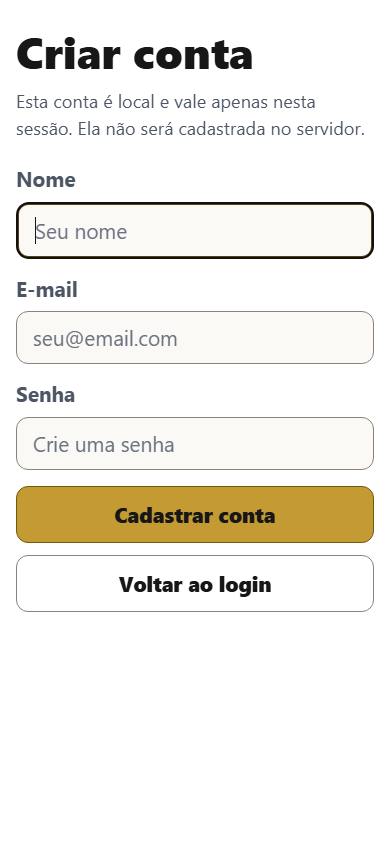 Criar conta
Esta conta é local e vale apenas nesta
sessão. Ela não será cadastrada no servidor.
Nome
Seu nome
E-mail
seu@email.com
Senha
Crie uma senha
Cadastrar conta
Voltar ao login